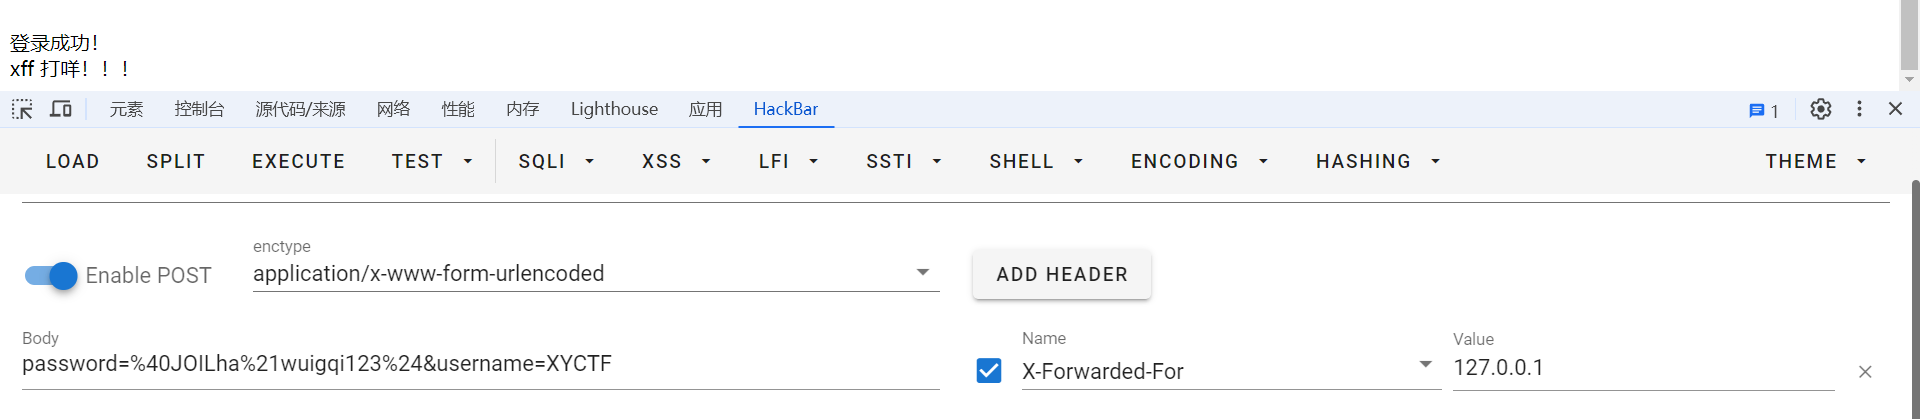 登录成功！
xff 打咩！！！
元素 控制台 源代码/来源 网络 性能 内存 Lighthouse 应用 HackBar 1
LOAD SPLIT EXECUTE TEST SQLI XSS LFI SSTI SHELL ENCODING HASHING THEME
enctype
Enable POST application/x-www-form-urlencoded ADD HEADER
Body Name Value
password=%40JOILha%21wuigqi123%24&username=XYCTF X-Forwarded-For 127.0.0.1